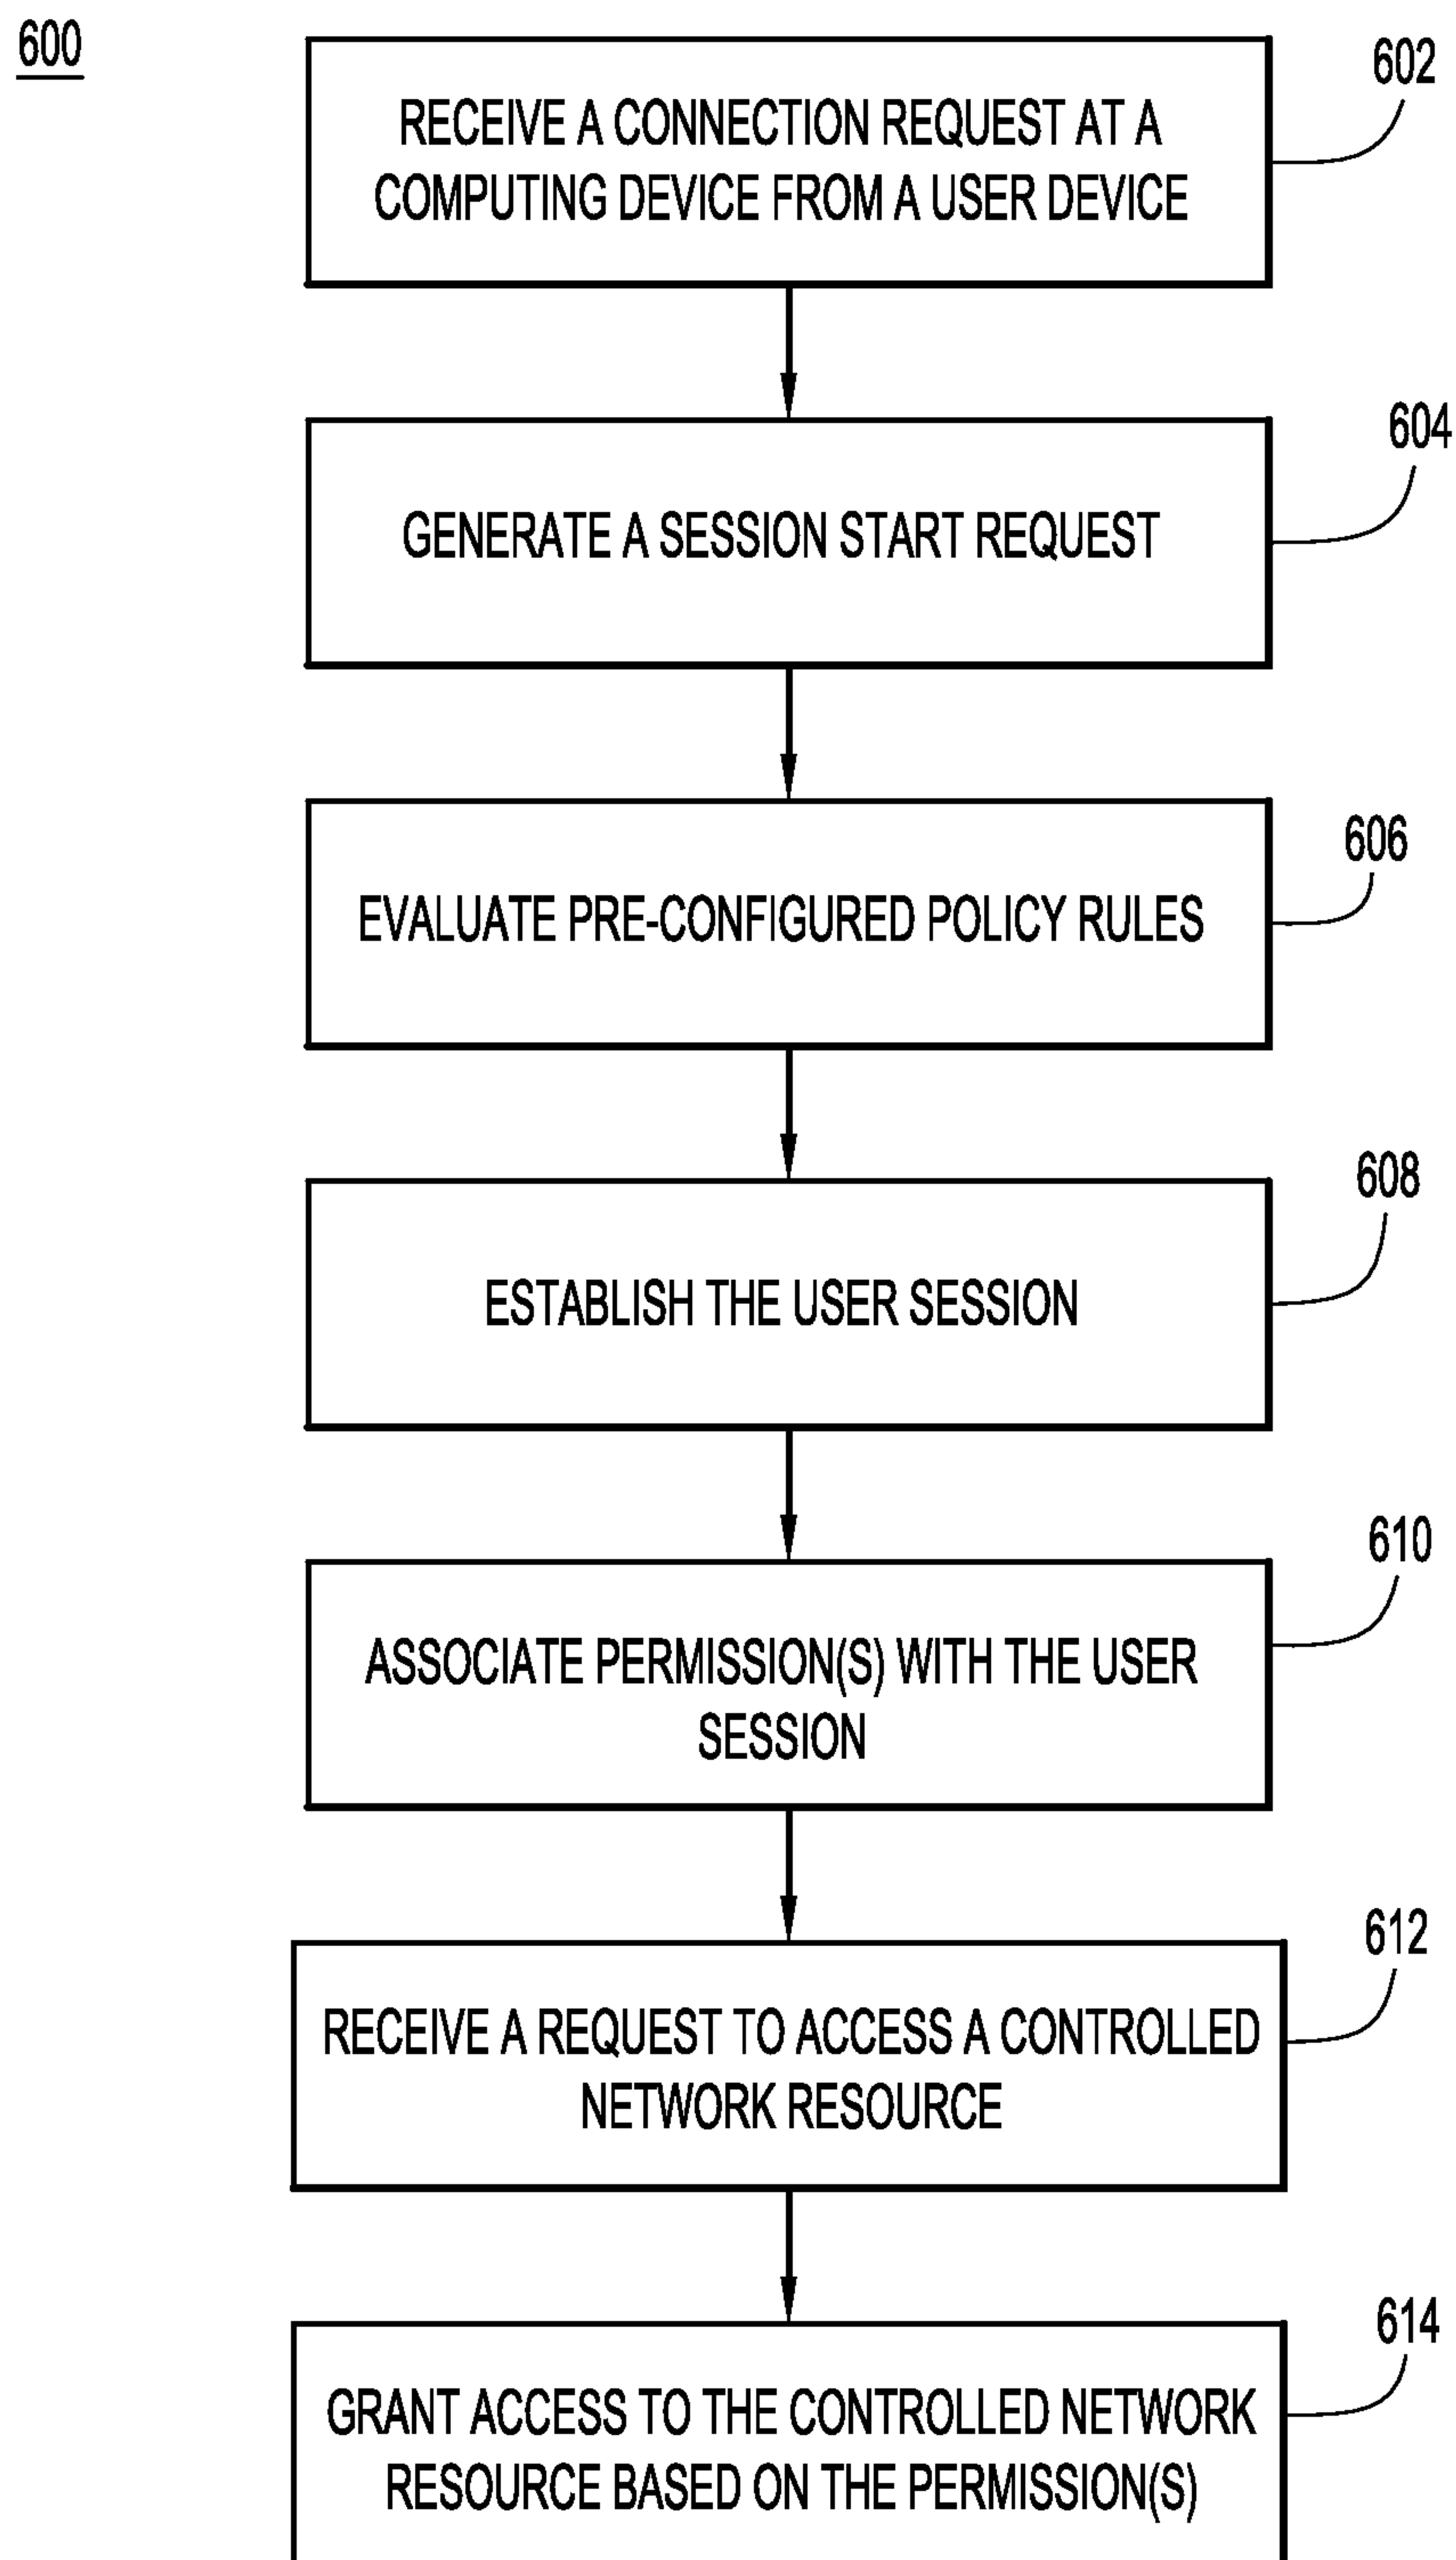 600
602
RECEIVE A CONNECTION REQUEST AT A
COMPUTING DEVICE FROM A USER DEVICE
604
GENERATE A SESSION START REQUEST
606
EVALUATE PRE-CONFIGURED POLICY RULES
608
ESTABLISH THE USER SESSION
610
ASSOCIATE PERMISSION(S) WITH THE USER
SESSION
612
RECEIVE A REQUEST TO ACCESS A CONTROLLED
NETWORK RESOURCE
614
GRANT ACCESS TO THE CONTROLLED NETWORK
RESOURCE BASED ON THE PERMISSION(S)